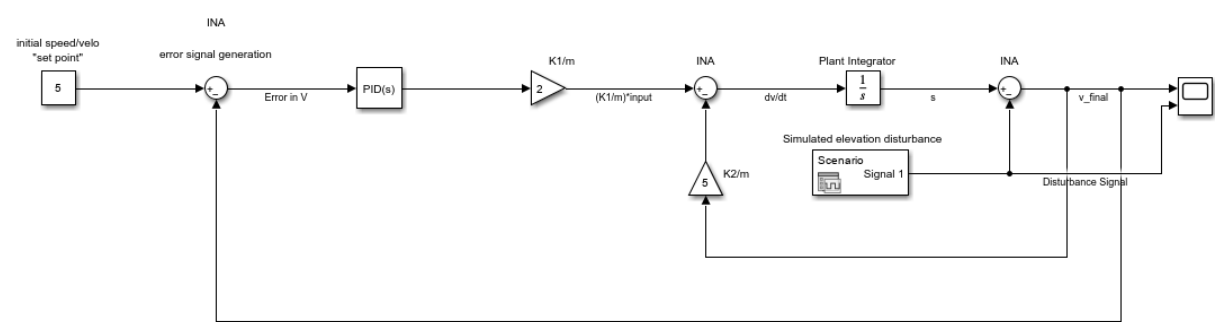 INA
initial speed/velo
"set point"
error signal generation
5
+
−
Error in V
PID(s)
K1/m
2
(K1/m)*input
INA
+
−
dv/dt
Plant Integrator
1
s
s
INA
+
−
v_final
K2/m
5
Simulated elevation disturbance
Scenario
Signal 1
Disturbance Signal